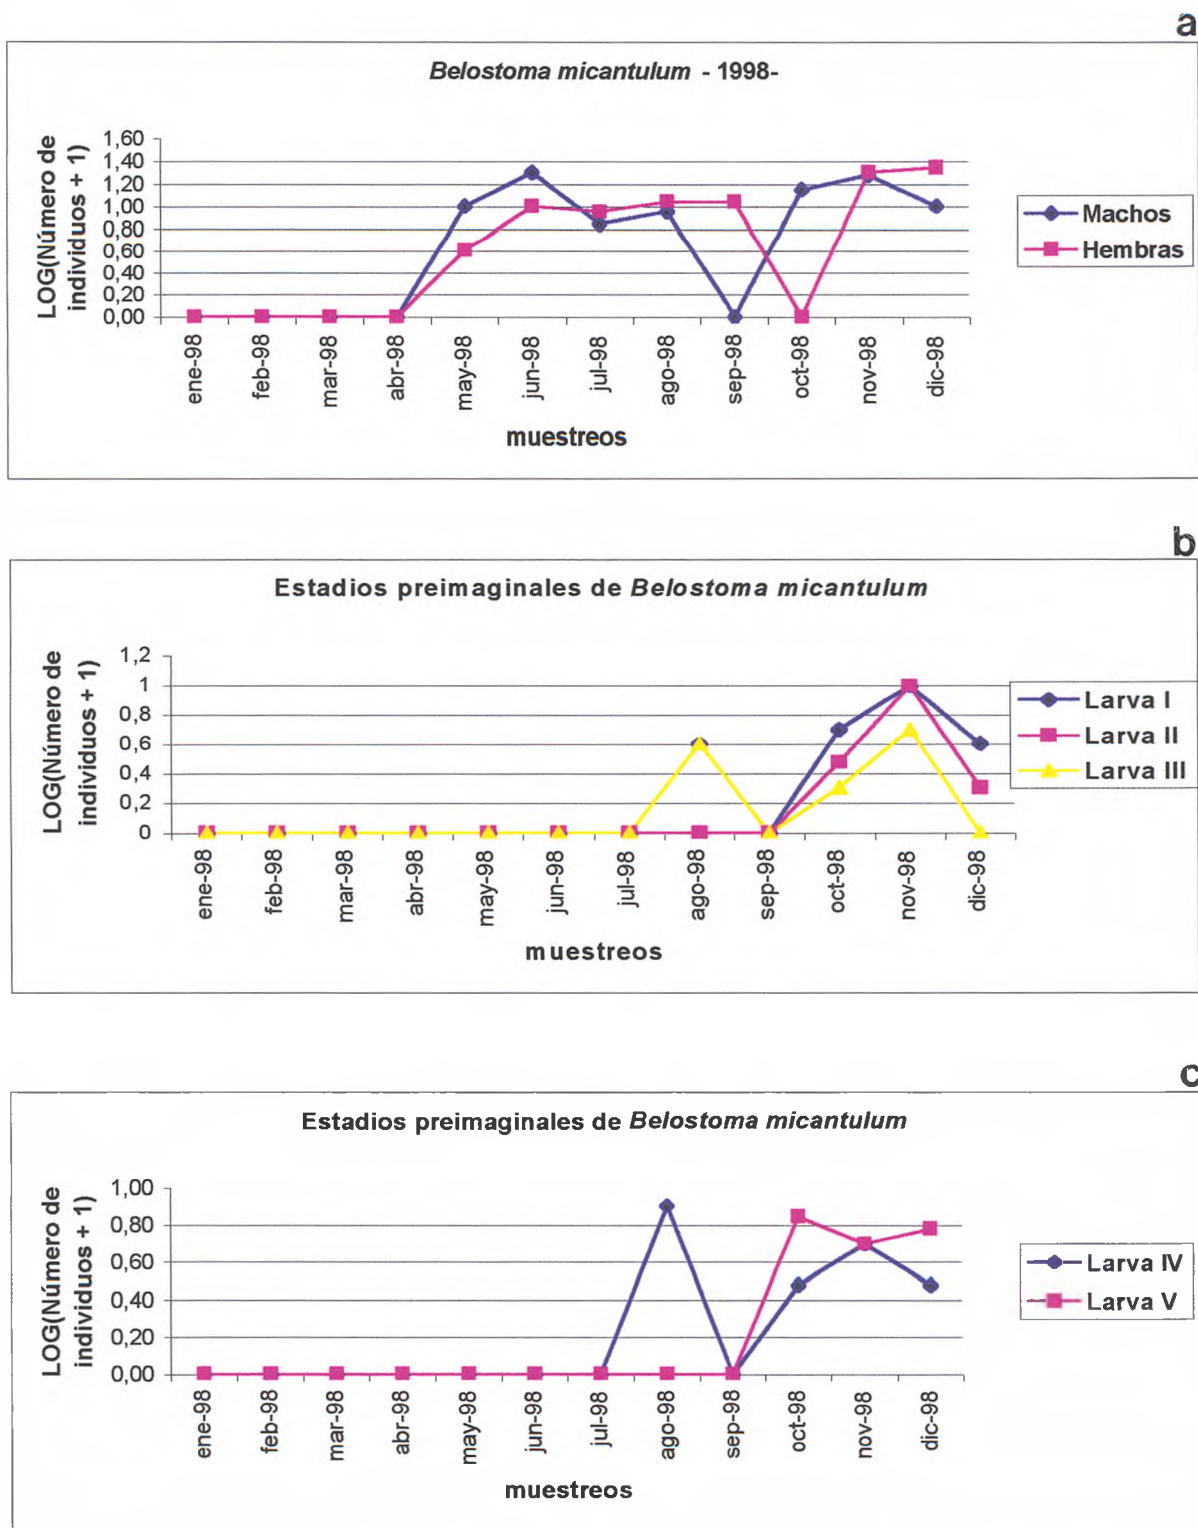 a
Belostoma micantulum - 1998-
LOG(Número de
individuos + 1)
1,60
1,40
1,20
1,00
0,80
0,60
0,40
0,20
0,00
ene-98
feb-98
mar-98
abr-98
may-98
jun-98
jul-98
ago-98
sep-98
oct-98
nov-98
dic-98
muestreos
Machos
Hembras
b
Estadios preimaginales de Belostoma micantulum
LOG(Número de
individuos + 1)
1,2
1
0,8
0,6
0,4
0,2
0
ene-98
feb-98
mar-98
abr-98
may-98
jun-98
jul-98
ago-98
sep-98
oct-98
nov-98
dic-98
muestreos
Larva I
Larva II
Larva III
c
Estadios preimaginales de Belostoma micantulum
LOG(Número de
individuos + 1)
1,00
0,80
0,60
0,40
0,20
0,00
ene-98
feb-98
mar-98
abr-98
may-98
jun-98
jul-98
ago-98
sep-98
oct-98
nov-98
dic-98
muestreos
Larva IV
Larva V